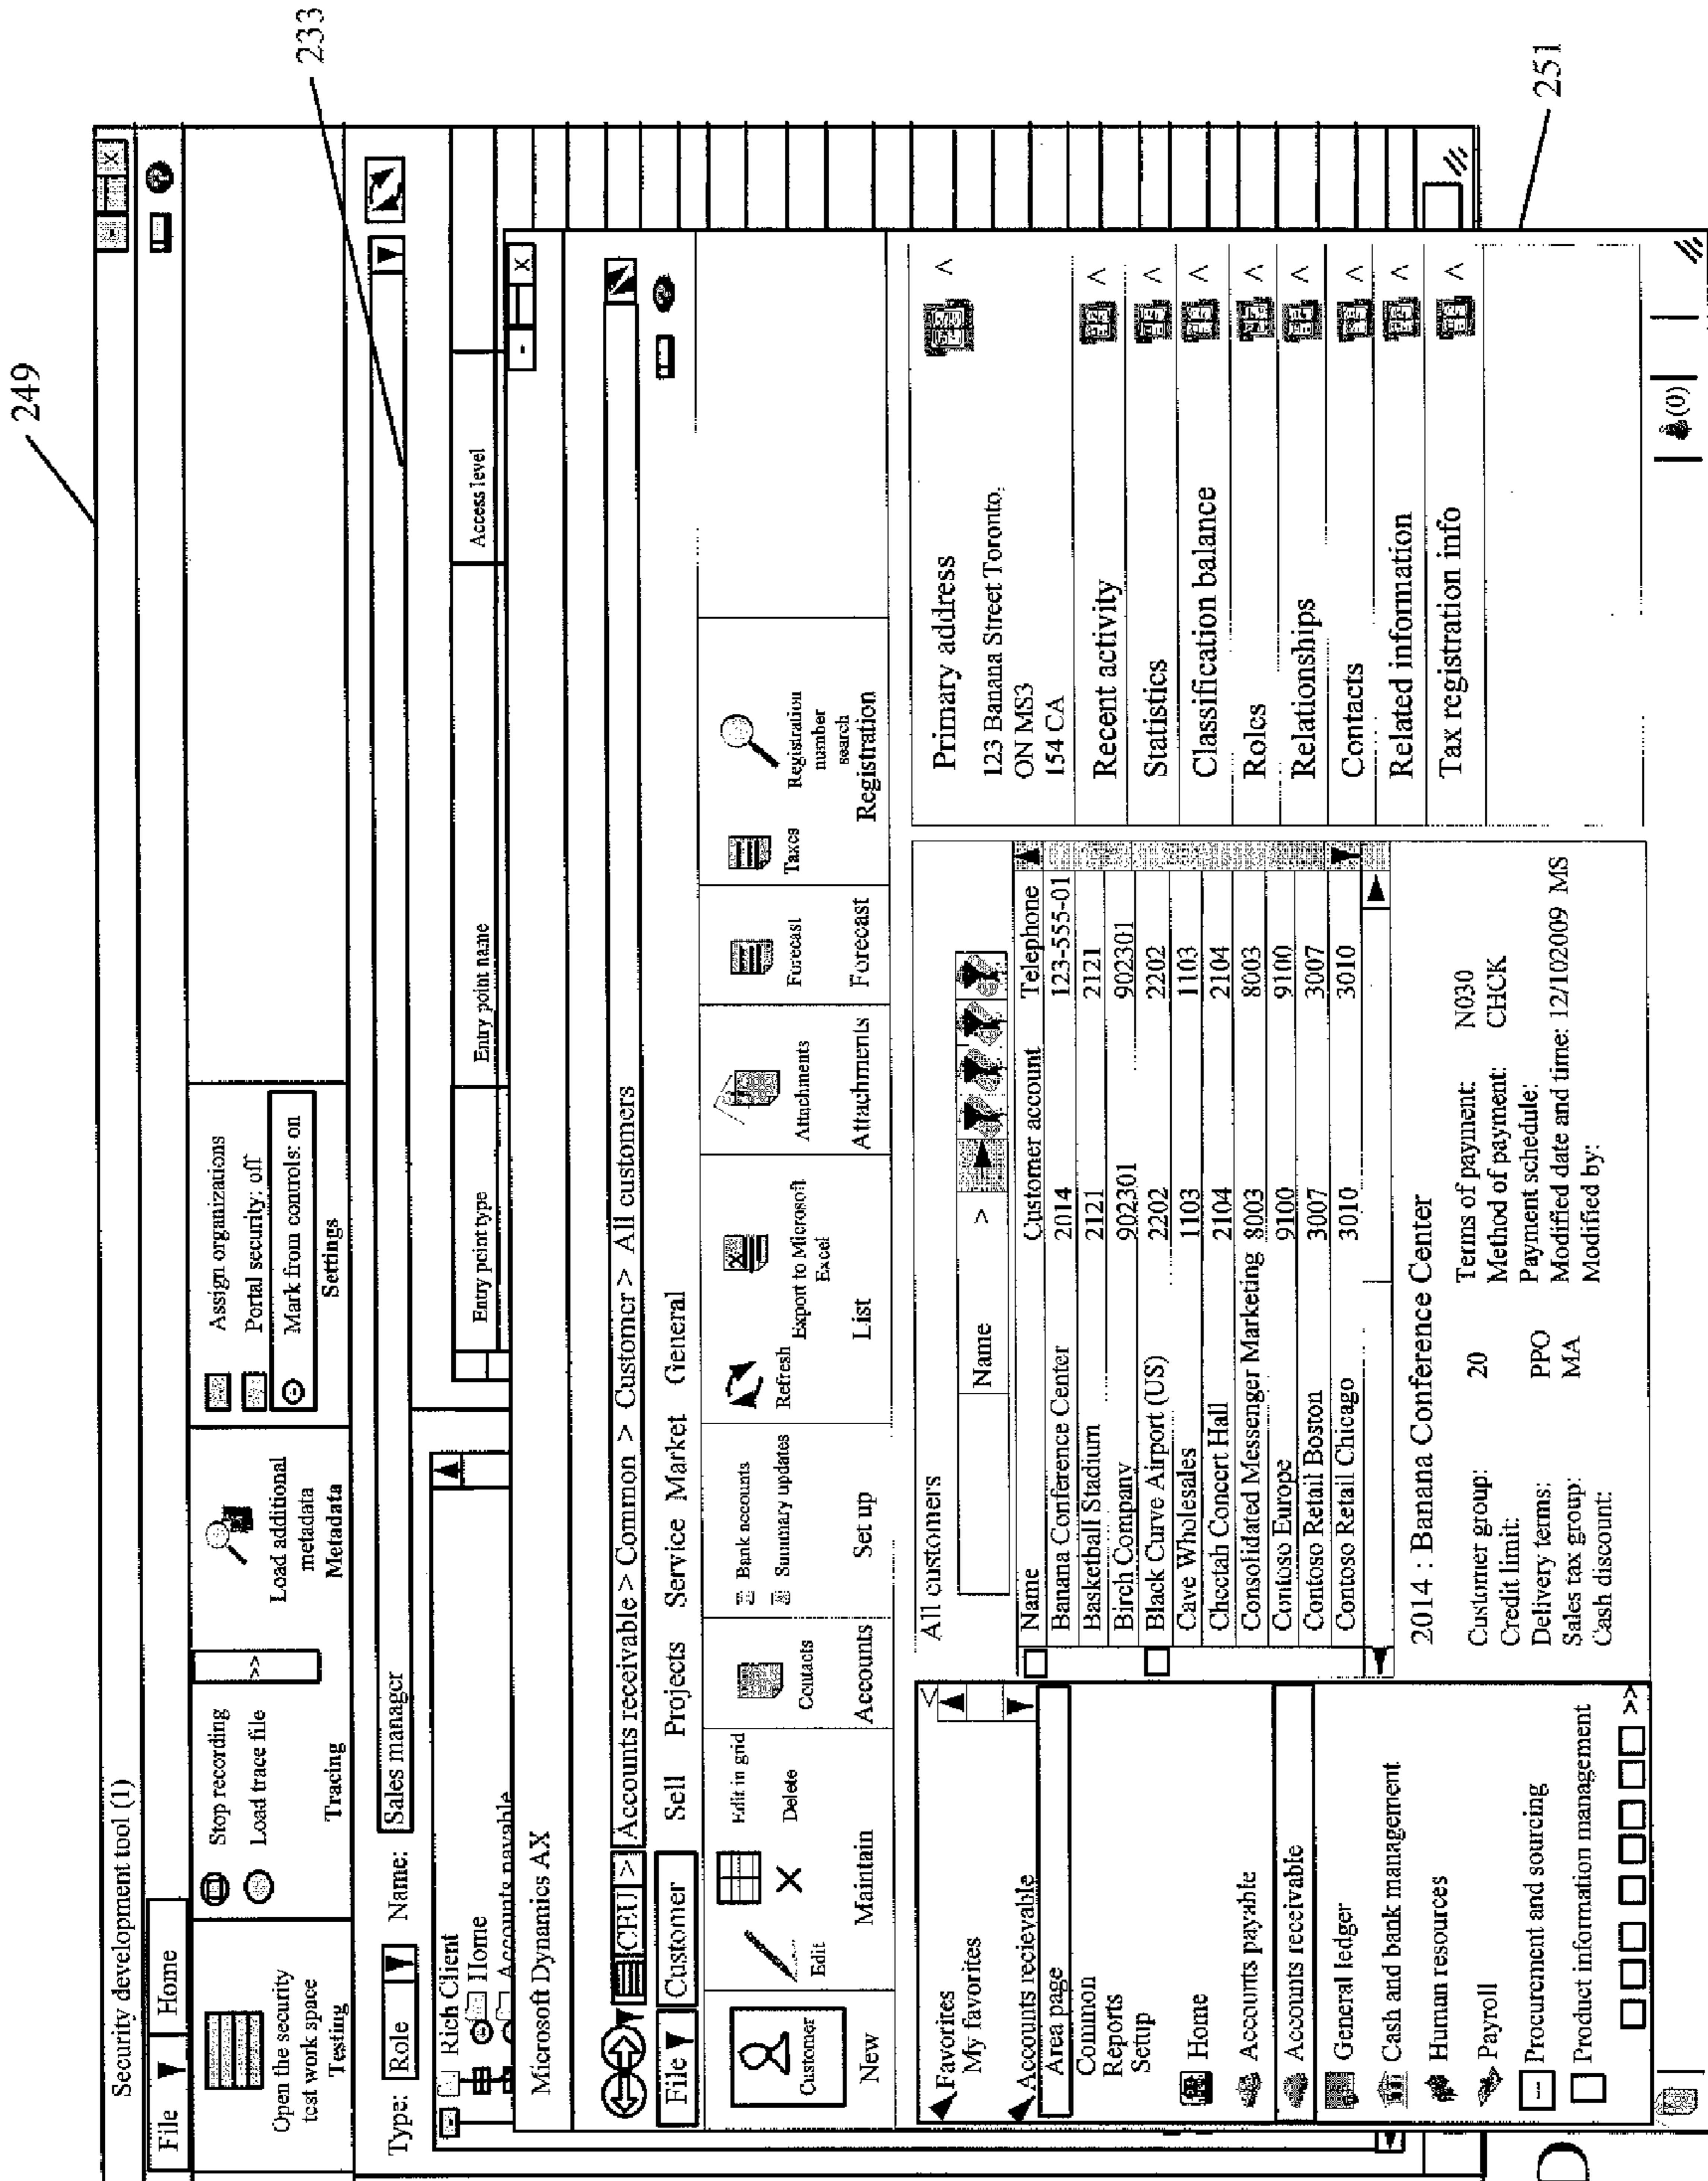 249
233
251
Security development tool (1)
File Home
Open the security
test work space
Testing
Stop recording
Load trace file
>>
Tracing
Load additional
metadata
Metadata
Assign organizations
Portal security: off
Mark from controls: on
Settings
Type: Role Name: Sales manager
Rich Client
Home
Accounts payable
Entry point type Entry point name Access level
Microsoft Dynamics AX
CEU > Accounts receivable > Common > Customer > All customers
File Customer Sell Projects Service Market General
Customer
New
Edit
Edit in grid
Delete
Maintain
Contacts
Accounts
Bank accounts
Summary updates
Set up
Refresh
Export to Microsoft
Excel
List
Attachments
Attachments
Forecast
Forecast
Taxes
Registration
number
search
Registration
Favorites
My favorites
Accounts recievable
Area page
Common
Reports
Setup
Home
Accounts payable
Accounts receivable
General ledger
Cash and bank management
Human resources
Payroll
Procurement and sourcing
Product information management
>>
All customers
Name >
Name Customer account Telephone
Banana Conference Center 2014 123-555-01
Basketball Stadium 2121 2121
Birch Company 902301 902301
Black Curve Airport (US) 2202 2202
Cave Wholesales 1103 1103
Cheetah Concert Hall 2104 2104
Consolidated Messenger Marketing 8003 8003
Contoso Europe 9100 9100
Contoso Retail Boston 3007 3007
Contoso Retail Chicago 3010 3010
2014 : Banana Conference Center
Customer group: 20 Terms of payment: N030
Credit limit: Method of payment: CHCK
Delivery terms: PPO Payment schedule:
Sales tax group: MA Modified date and time: 12/102009 MS
Cash discount: Modified by:
Primary address
123 Banana Street Toronto,
ON MS3
154 CA
Recent activity
Statistics
Classification balance
Roles
Relationships
Contacts
Related information
Tax registration info
(0)